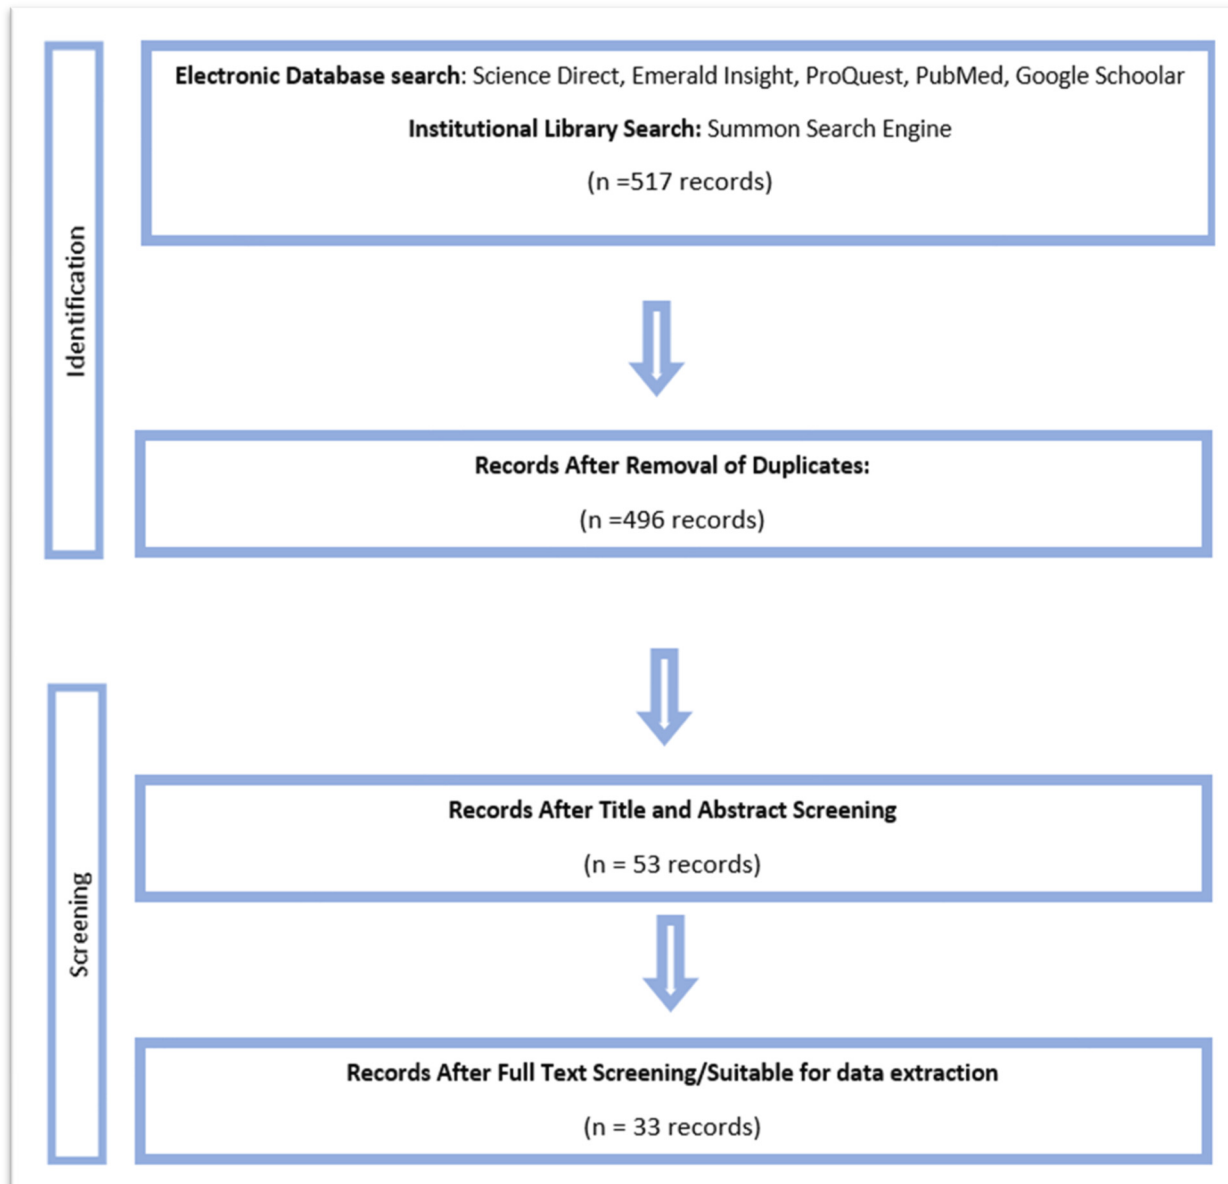 Identification
Electronic Database search: Science Direct, Emerald Insight, ProQuest, PubMed, Google Schoolar
Institutional Library Search: Summon Search Engine
(n =517 records)
Records After Removal of Duplicates:
(n =496 records)
Screening
Records After Title and Abstract Screening
(n = 53 records)
Records After Full Text Screening/Suitable for data extraction
(n = 33 records)